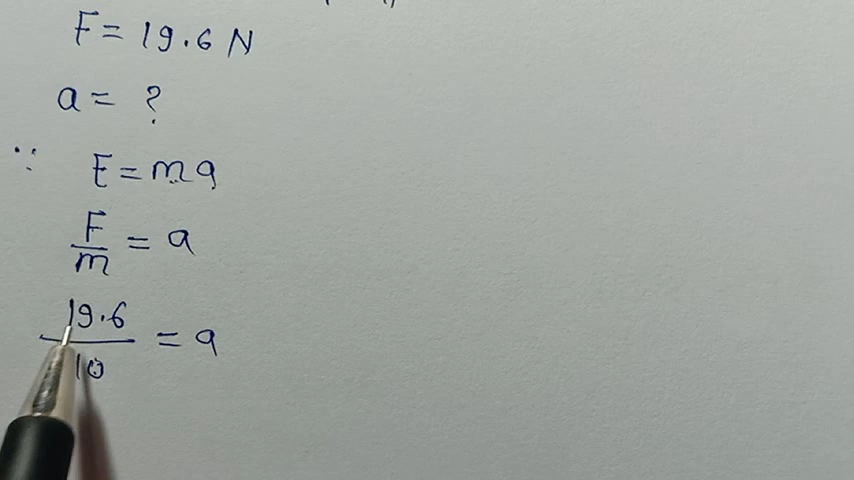 F = 19.6 N
a = ?
∵ F = ma
F/m = a
19.6/10 = a